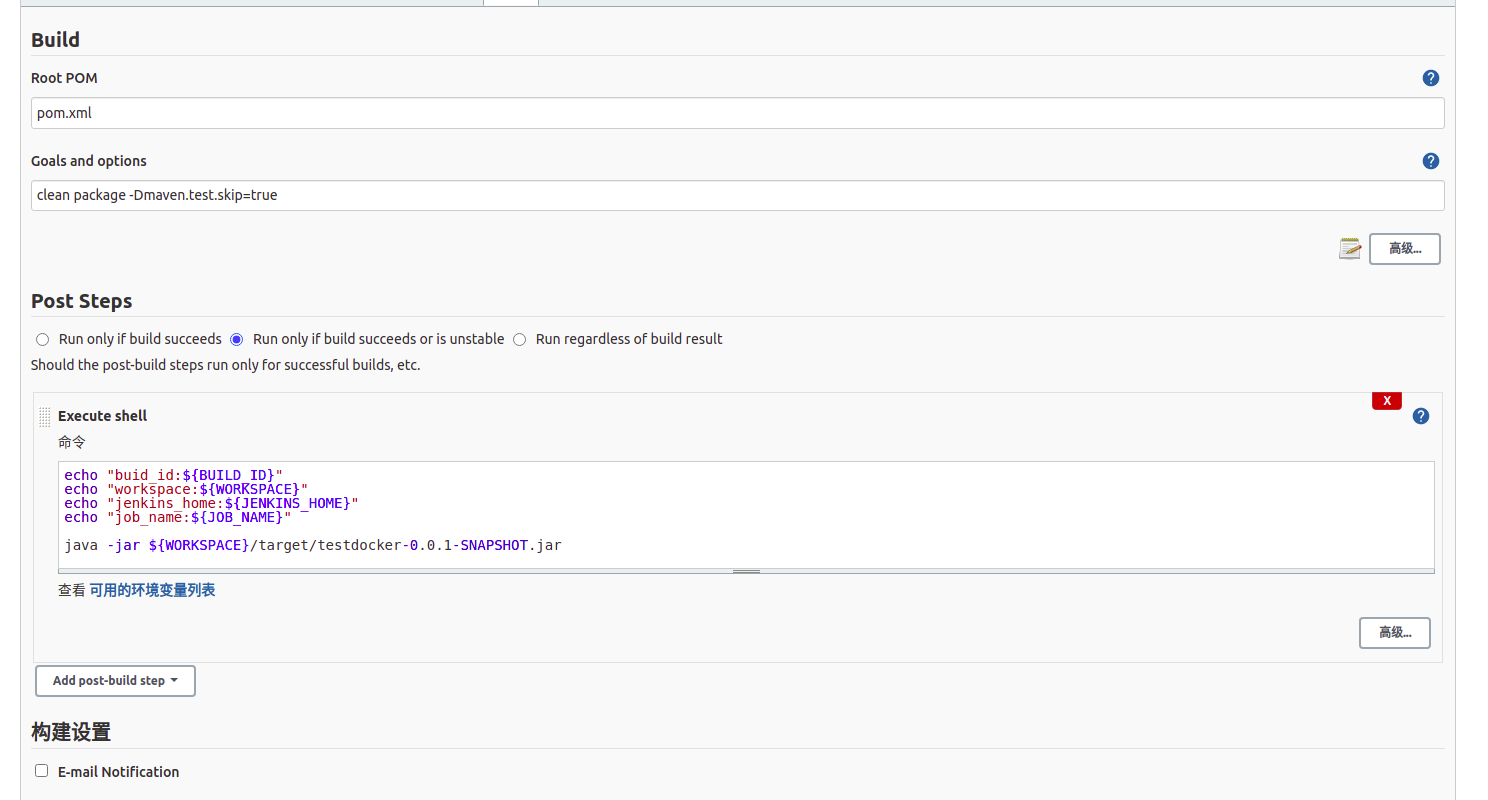 Build
Root POM
pom.xml
Goals and options
clean package -Dmaven.test.skip=true
高级...
Post Steps
Run only if build succeeds Run only if build succeeds or is unstable Run regardless of build result
Should the post-build steps run only for successful builds, etc.
X
Execute shell
命令
echo "buid_id:${BUILD_ID}"
echo "workspace:${WORKSPACE}"
echo "jenkins_home:${JENKINS_HOME}"
echo "job_name:${JOB_NAME}"
java -jar ${WORKSPACE}/target/testdocker-0.0.1-SNAPSHOT.jar
查看 可用的环境变量列表
高级...
Add post-build step
构建设置
E-mail Notification